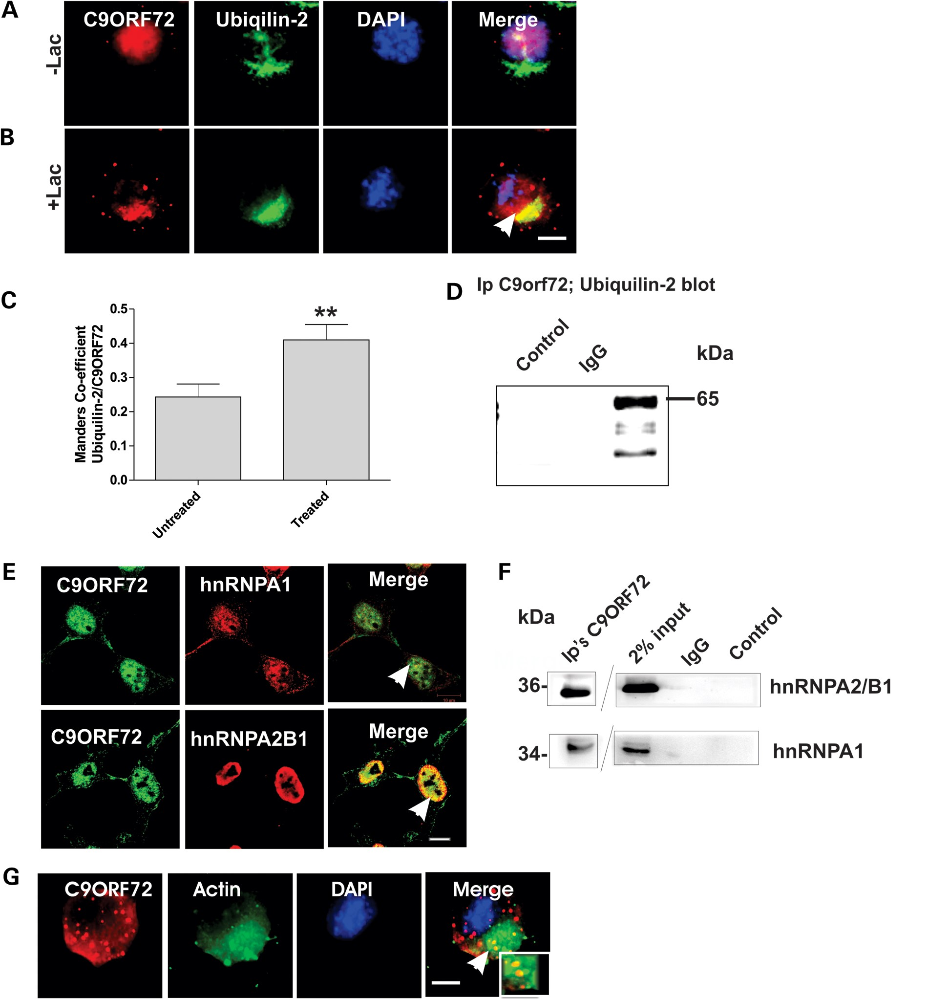 A
C9ORF72
Ubiqilin-2
DAPI
Merge
-Lac
B
+Lac
C
Manders Co-efficient
Ubiquilin-2/C9ORF72
0.5
**
0.4
0.3
0.2
0.1
0.0
Untreated
Treated
D
Ip C9orf72; Ubiquilin-2 blot
Control
IgG
kDa
65
E
C9ORF72
hnRNPA1
Merge
10 µm
C9ORF72
hnRNPA2B1
Merge
F
kDa
Ip's C9ORF72
2% input
IgG
Control
36-
hnRNPA2/B1
34-
hnRNPA1
G
C9ORF72
Actin
DAPI
Merge